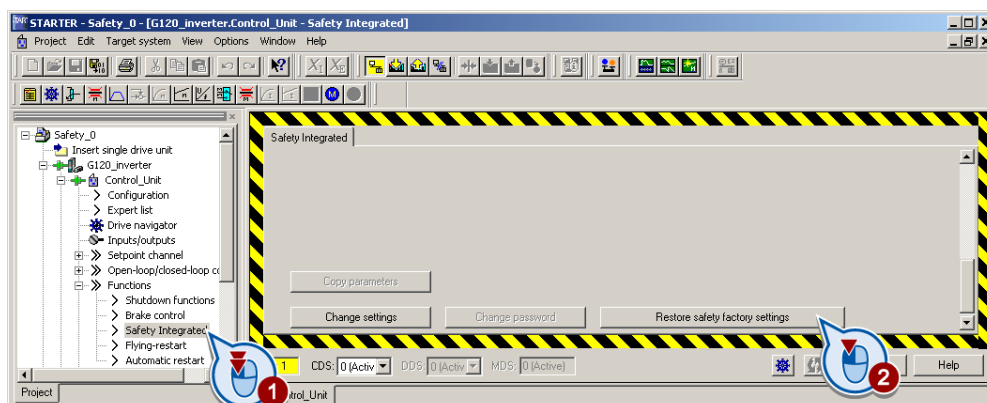 STARTER - Safety_0 - [G120_inverter.Control_Unit - Safety Integrated]
Project Edit Target system View Options Window Help
Safety_0
Insert single drive unit
G120_inverter
Control_Unit
Configuration
Expert list
Drive navigator
Inputs/outputs
Setpoint channel
Open-loop/closed-loop co
Functions
Shutdown functions
Brake control
Safety Integrated
Flying-restart
Automatic restart
Project
Safety Integrated
Copy parameters
Change settings Change password Restore safety factory settings
1 CDS: 0 (Activ DDS: 0 (Activ MDS: 0 (Active) Help
trol_Unit
1
2